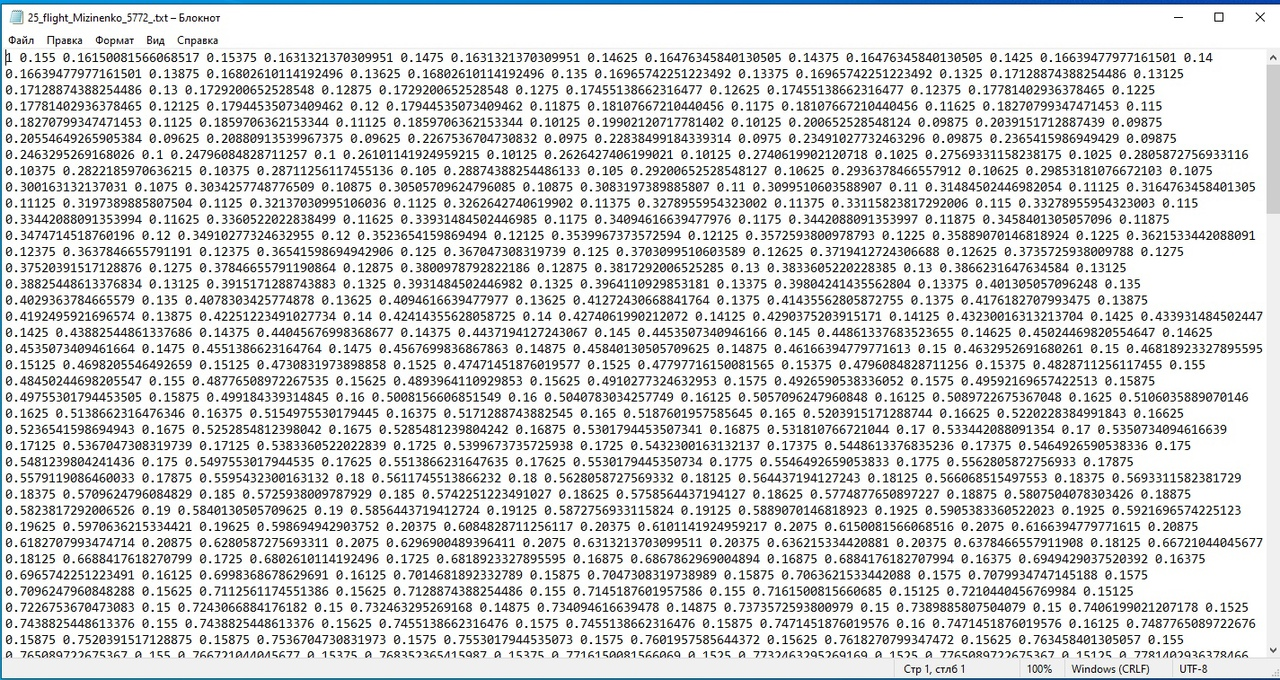 25_flight_Mizinenko_5772_.txt – Блокнот
Файл Правка Формат Вид Справка
1 0.155 0.16150081566068517 0.15375 0.1631321370309951 0.1475 0.1631321370309951 0.14625 0.16476345840130505 0.14375 0.16476345840130505 0.1425 0.16639477977161501 0.14
0.16639477977161501 0.13875 0.16802610114192496 0.13625 0.16802610114192496 0.135 0.16965742251223492 0.13375 0.16965742251223492 0.1325 0.17128874388254486 0.13125
0.17128874388254486 0.13 0.1729200652528548 0.12875 0.1729200652528548 0.1275 0.17455138662316477 0.12625 0.17455138662316477 0.12375 0.17781402936378465 0.1225
0.17781402936378465 0.12125 0.17944535073409462 0.12 0.17944535073409462 0.11875 0.18107667210440456 0.1175 0.18107667210440456 0.11625 0.18270799347471453 0.115
0.18270799347471453 0.1125 0.1859706362153344 0.11125 0.1859706362153344 0.10125 0.19902120717781402 0.10125 0.200652528548124 0.09875 0.2039151712887439 0.09875
0.20554649265905384 0.09625 0.20880913539967375 0.09625 0.2267536704730832 0.0975 0.22838499184339314 0.0975 0.23491027732463296 0.09875 0.2365415986949429 0.09875
0.2463295269168026 0.1 0.24796084828711257 0.1 0.26101141924959215 0.10125 0.2626427406199021 0.10125 0.2740619902120718 0.1025 0.27569331158238175 0.1025 0.2805872756933116
0.10375 0.2822185970636215 0.10375 0.28711256117455136 0.105 0.28874388254486133 0.105 0.29200652528548127 0.10625 0.2936378466557912 0.10625 0.29853181076672103 0.1075
0.300163132137031 0.1075 0.3034257748776509 0.10875 0.30505709624796085 0.10875 0.3083197389885807 0.11 0.3099510603588907 0.11 0.31484502446982054 0.11125 0.3164763458401305
0.11125 0.3197389885807504 0.1125 0.32137030995106036 0.1125 0.3262642740619902 0.11375 0.3278955954323002 0.11375 0.33115823817292006 0.115 0.33278955954323003 0.115
0.33442088091353994 0.11625 0.3360522022838499 0.11625 0.33931484502446985 0.1175 0.34094616639477976 0.1175 0.3442088091353997 0.11875 0.3458401305057096 0.11875
0.3474714518760196 0.12 0.34910277324632955 0.12 0.3523654159869494 0.12125 0.3539967373572594 0.12125 0.3572593800978793 0.1225 0.35889070146818924 0.1225 0.3621533442088091
0.12375 0.3637846655791191 0.12375 0.36541598694942906 0.125 0.367047308319739 0.125 0.3703099510603589 0.12625 0.3719412724306688 0.12625 0.3735725938009788 0.1275
0.37520391517128876 0.1275 0.37846655791190864 0.12875 0.3800978792822186 0.12875 0.3817292006525285 0.13 0.3833605220228385 0.13 0.3866231647634584 0.13125
0.38825448613376834 0.13125 0.3915171288743883 0.1325 0.3931484502446982 0.1325 0.3964110929853181 0.13375 0.39804241435562804 0.13375 0.401305057096248 0.135
0.4029363784665579 0.135 0.4078303425774878 0.13625 0.4094616639477977 0.13625 0.41272430668841764 0.1375 0.41435562805872755 0.1375 0.4176182707993475 0.13875
0.4192495921696574 0.13875 0.42251223491027734 0.14 0.42414355628058725 0.14 0.4274061990212072 0.14125 0.4290375203915171 0.14125 0.43230016313213704 0.1425 0.433931484502447
0.1425 0.43882544861337686 0.14375 0.44045676998368677 0.14375 0.4437194127243067 0.145 0.4453507340946166 0.145 0.44861337683523655 0.14625 0.45024469820554647 0.14625
0.4535073409461664 0.1475 0.4551386623164764 0.1475 0.4567699836867863 0.14875 0.45840130505709625 0.14875 0.46166394779771613 0.15 0.4632952691680261 0.15 0.46818923327895595
0.15125 0.4698205546492659 0.15125 0.4730831973898858 0.1525 0.47471451876019577 0.1525 0.47797716150081565 0.15375 0.4796084828711256 0.15375 0.4828711256117455 0.155
0.48450244698205547 0.155 0.48776508972267535 0.15625 0.4893964110929853 0.15625 0.4910277324632953 0.1575 0.4926590538336052 0.1575 0.49592169657422513 0.15875
0.49755301794453505 0.15875 0.499184339314845 0.16 0.5008156606851549 0.16 0.5040783034257749 0.16125 0.5057096247960848 0.16125 0.5089722675367048 0.1625 0.5106035889070146
0.1625 0.5138662316476346 0.16375 0.5154975530179445 0.16375 0.5171288743882545 0.165 0.5187601957585645 0.165 0.5203915171288744 0.16625 0.5220228384991843 0.16625
0.5236541598694943 0.1675 0.5252854812398042 0.1675 0.5285481239804242 0.16875 0.5301794453507341 0.16875 0.531810766721044 0.17 0.533442088091354 0.17 0.5350734094616639
0.17125 0.5367047308319739 0.17125 0.5383360522022839 0.1725 0.5399673735725938 0.1725 0.5432300163132137 0.17375 0.5448613376835236 0.17375 0.5464926590538336 0.175
0.5481239804241436 0.175 0.5497553017944535 0.17625 0.5513866231647635 0.17625 0.5530179445350734 0.1775 0.5546492659053833 0.1775 0.5562805872756933 0.17875
0.5579119086460033 0.17875 0.5595432300163132 0.18 0.5611745513866232 0.18 0.5628058727569332 0.18125 0.564437194127243 0.18125 0.566068515497553 0.18375 0.5693311582381729
0.18375 0.5709624796084829 0.185 0.5725938009787929 0.185 0.5742251223491027 0.18625 0.5758564437194127 0.18625 0.5774877650897227 0.18875 0.5807504078303426 0.18875
0.5823817292006526 0.19 0.5840130505709625 0.19 0.5856443719412724 0.19125 0.5872756933115824 0.19125 0.5889070146818923 0.1925 0.5905383360522023 0.1925 0.5921696574225123
0.19625 0.5970636215334421 0.19625 0.598694942903752 0.20375 0.6084828711256117 0.20375 0.6101141924959217 0.2075 0.6150081566068516 0.2075 0.6166394779771615 0.20875
0.6182707993474714 0.20875 0.6280587275693311 0.2075 0.6296900489396411 0.2075 0.6313213709099511 0.20375 0.636215334420881 0.20375 0.6378466557911908 0.18125 0.66721044045677
0.18125 0.6688417618270799 0.1725 0.6802610114192496 0.1725 0.6818923327895595 0.16875 0.6867862969004894 0.16875 0.6884176182707994 0.16375 0.6949429037520392 0.16375
0.6965742251223491 0.16125 0.6998368678629691 0.16125 0.7014681892332789 0.15875 0.7047308319738989 0.15875 0.7063621533442088 0.1575 0.7079934747145188 0.1575
0.7096247960848288 0.15625 0.7112561174551386 0.15625 0.7128874388254486 0.155 0.7145187601957586 0.155 0.7161500815660685 0.15125 0.7210440456769984 0.15125
0.7226753670473083 0.15 0.7243066884176182 0.15 0.732463295269168 0.14875 0.734094616639478 0.14875 0.7373572593800979 0.15 0.7389885807504079 0.15 0.7406199021207178 0.1525
0.7438825448613376 0.155 0.7438825448613376 0.15625 0.7455138662316476 0.1575 0.7455138662316476 0.15875 0.7471451876019576 0.16 0.7471451876019576 0.16125 0.7487765089722676
0.15875 0.7520391517128875 0.15875 0.7536704730831973 0.1575 0.7553017944535073 0.1575 0.7601957585644372 0.15625 0.7618270799347472 0.15625 0.763458401305057 0.155
0.765089722675367 0.155 0.766721044045677 0.15375 0.768352365415987 0.15375 0.7716150081566069 0.1525 0.7732463295269169 0.1525 0.7765089722675367 0.15125 0.7781402936378466
Стр 1, стлб 1 100% Windows (CRLF) UTF-8